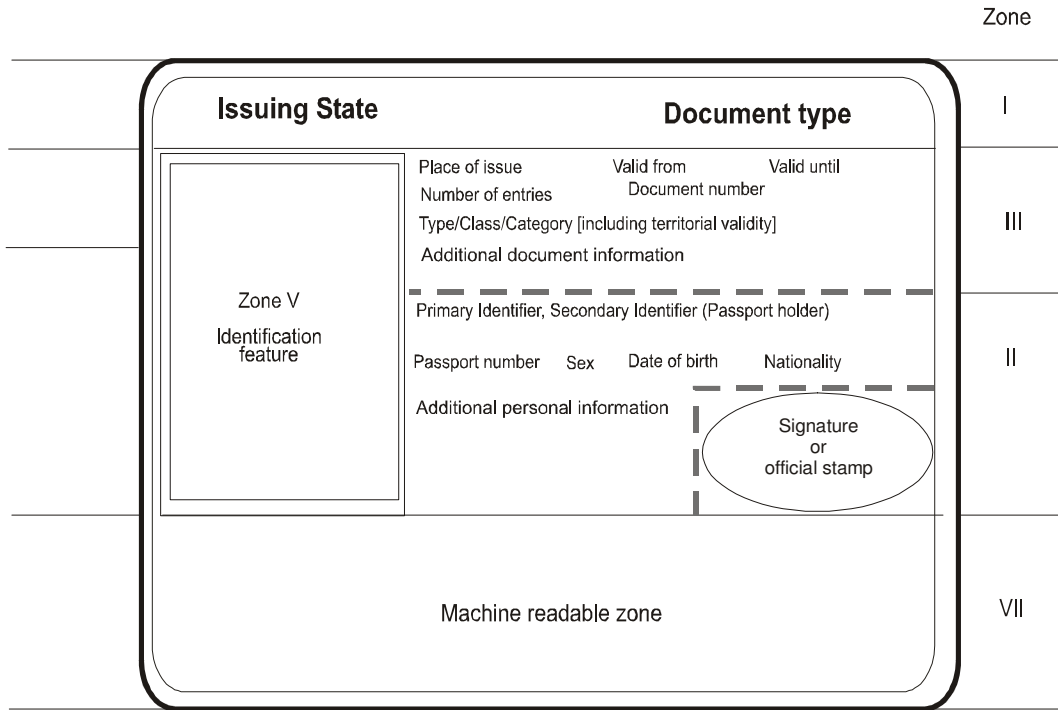 Zone
Issuing State
Document type
I
Place of issue Valid from Valid until
Number of entries Document number
Type/Class/Category [including territorial validity]
Additional document information
III
Zone V
Identification
feature
Primary Identifier, Secondary Identifier (Passport holder)
Passport number Sex Date of birth Nationality
II
Additional personal information
Signature
or
official stamp
Machine readable zone
VII